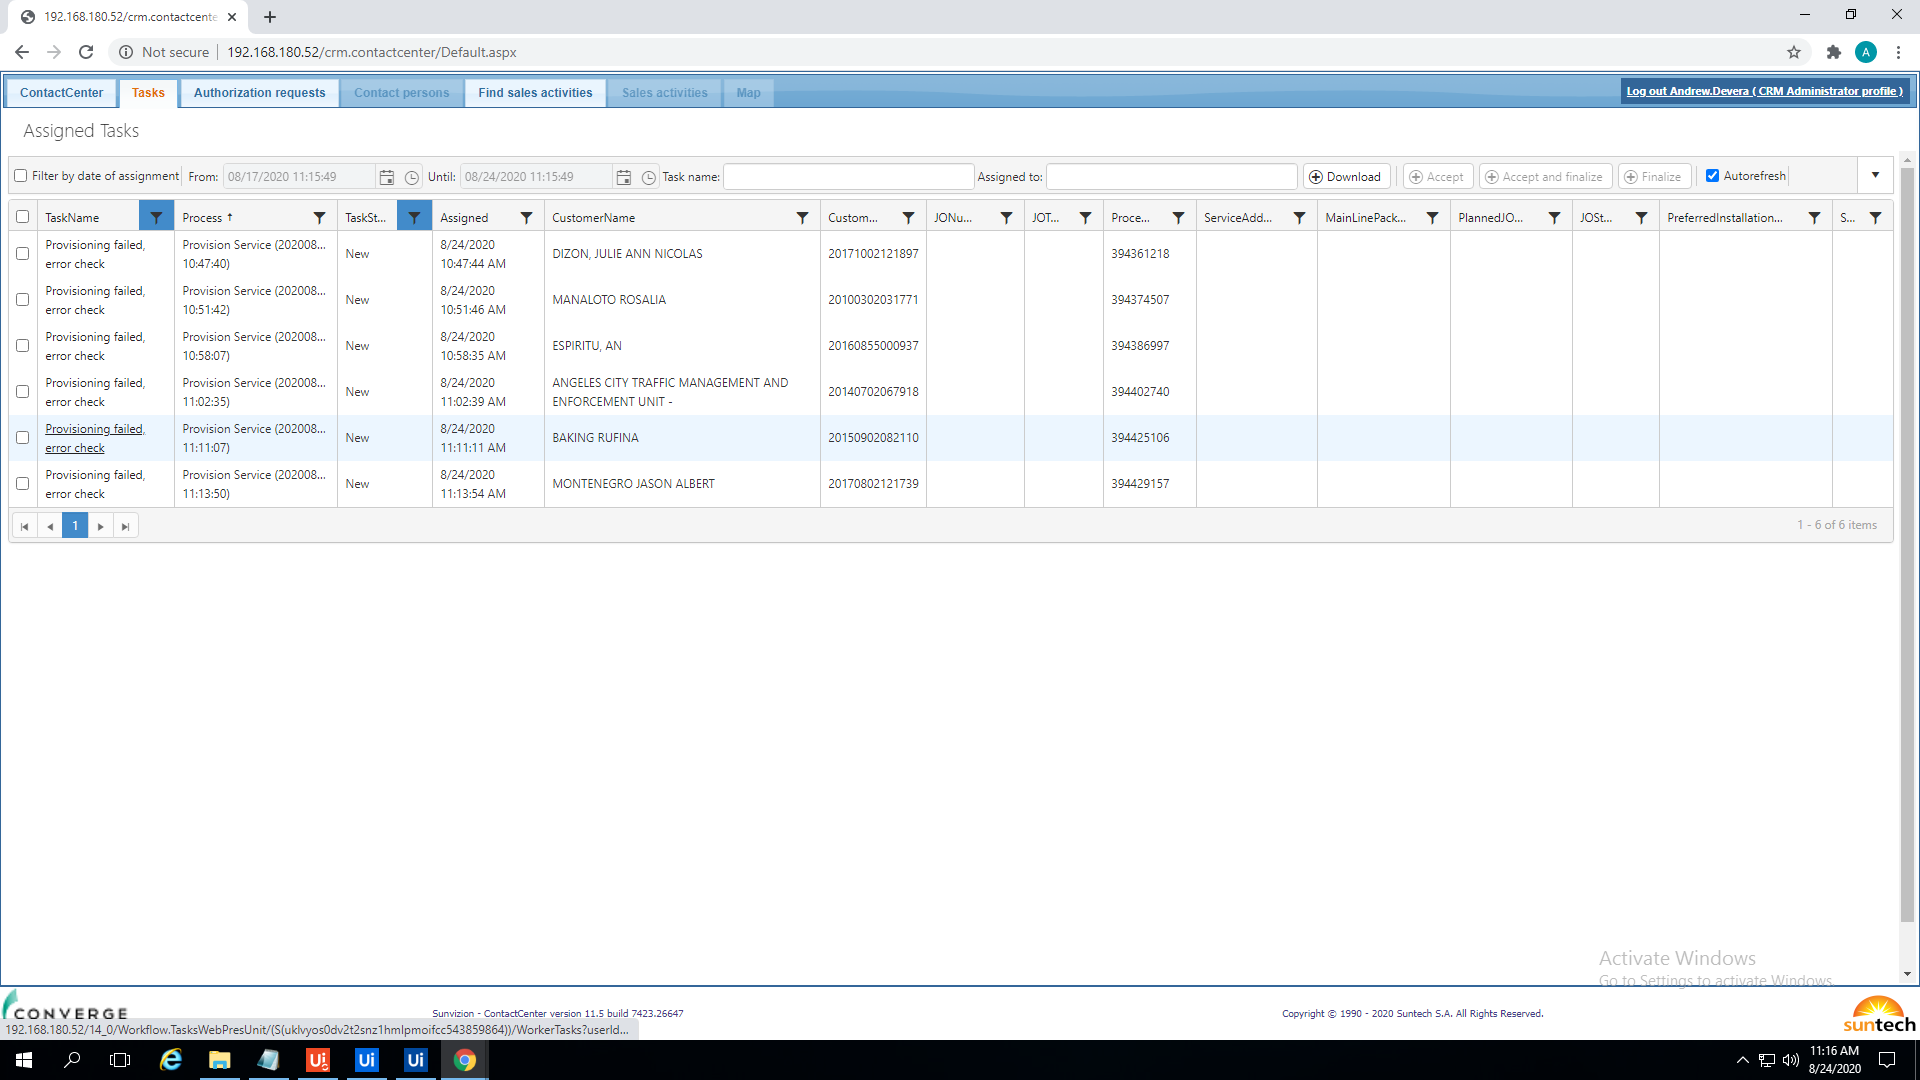 192.168.180.52/crm.contactcente
Not secure
192.168.180.52/crm.contactcenter/Default.aspx
A
ContactCenter
Tasks
Authorization requests
Contact persons
Find sales activities
Sales activities
Map
Log out Andrew.Devera ( CRM Administrator profile )
Assigned Tasks
Filter by date of assignment
From: 08/17/2020 11:15:49
Until: 08/24/2020 11:15:49
Task name:
Assigned to:
Download
Accept
Accept and finalize
Finalize
Autorefresh
TaskName Process ↑ TaskSt... Assigned CustomerName Custom... JONu... JOT... Proce... ServiceAdd... MainLinePack... PlannedJO... JOSt... PreferredInstallation... S...
Provisioning failed, Provision Service (202008... 8/24/2020
New DIZON, JULIE ANN NICOLAS 20171002121897 394361218
error check 10:47:40) 10:47:44 AM
Provisioning failed, Provision Service (202008... 8/24/2020
New MANALOTO ROSALIA 20100302031771 394374507
error check 10:51:42) 10:51:46 AM
Provisioning failed, Provision Service (202008... 8/24/2020
New ESPIRITU, AN 20160855000937 394386997
error check 10:58:07) 10:58:35 AM
Provisioning failed, Provision Service (202008... 8/24/2020 ANGELES CITY TRAFFIC MANAGEMENT AND
New 20140702067918 394402740
error check 11:02:35) 11:02:39 AM ENFORCEMENT UNIT -
Provisioning failed, Provision Service (202008... 8/24/2020
New BAKING RUFINA 20150902082110 394425106
error check 11:11:07) 11:11:11 AM
Provisioning failed, Provision Service (202008... 8/24/2020
New MONTENEGRO JASON ALBERT 20170802121739 394429157
error check 11:13:50) 11:13:54 AM
1
1 - 6 of 6 items
Activate Windows
Go to Settings to activate Windows.
CONVERGE
Sunvizion - ContactCenter version 11.5 build 7423.26647
Copyright © 1990 - 2020 Suntech S.A. All Rights Reserved.
suntech
192.168.180.52/14_0/Workflow.TasksWebPresUnit/(S(uklvyos0dv2t2snz1hmlpmoifcc543859864))/WorkerTasks?userId...
Ui
Ui
Ui
11:16 AM
8/24/2020